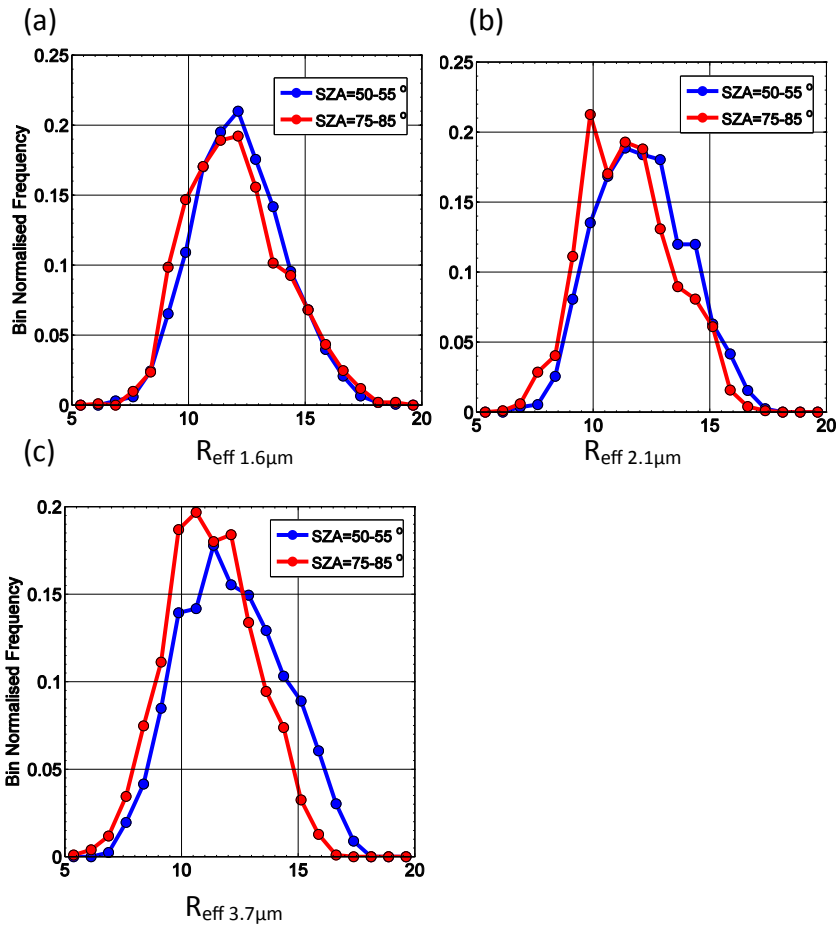 (a)
Bin Normalised Frequency
0.25
0.2
0.15
0.1
0.05
0
SZA=50-55 º
SZA=75-85 º
5
10
15
20
Reff 1.6μm
(b)
0.25
0.2
0.15
0.1
0.05
0
SZA=50-55 º
SZA=75-85 º
5
10
15
20
Reff 2.1μm
(c)
Bin Normalised Frequency
0.2
0.15
0.1
0.05
0
SZA=50-55 º
SZA=75-85 º
5
10
15
20
Reff 3.7μm